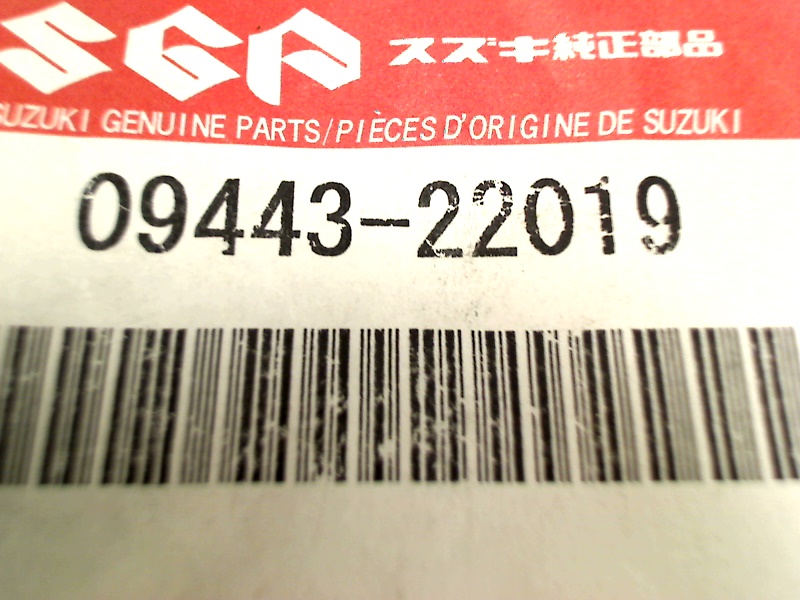 SGP スズキ純正部品
SUZUKI GENUINE PARTS/PIÈCES D'ORIGINE DE SUZUKI
09443-22019